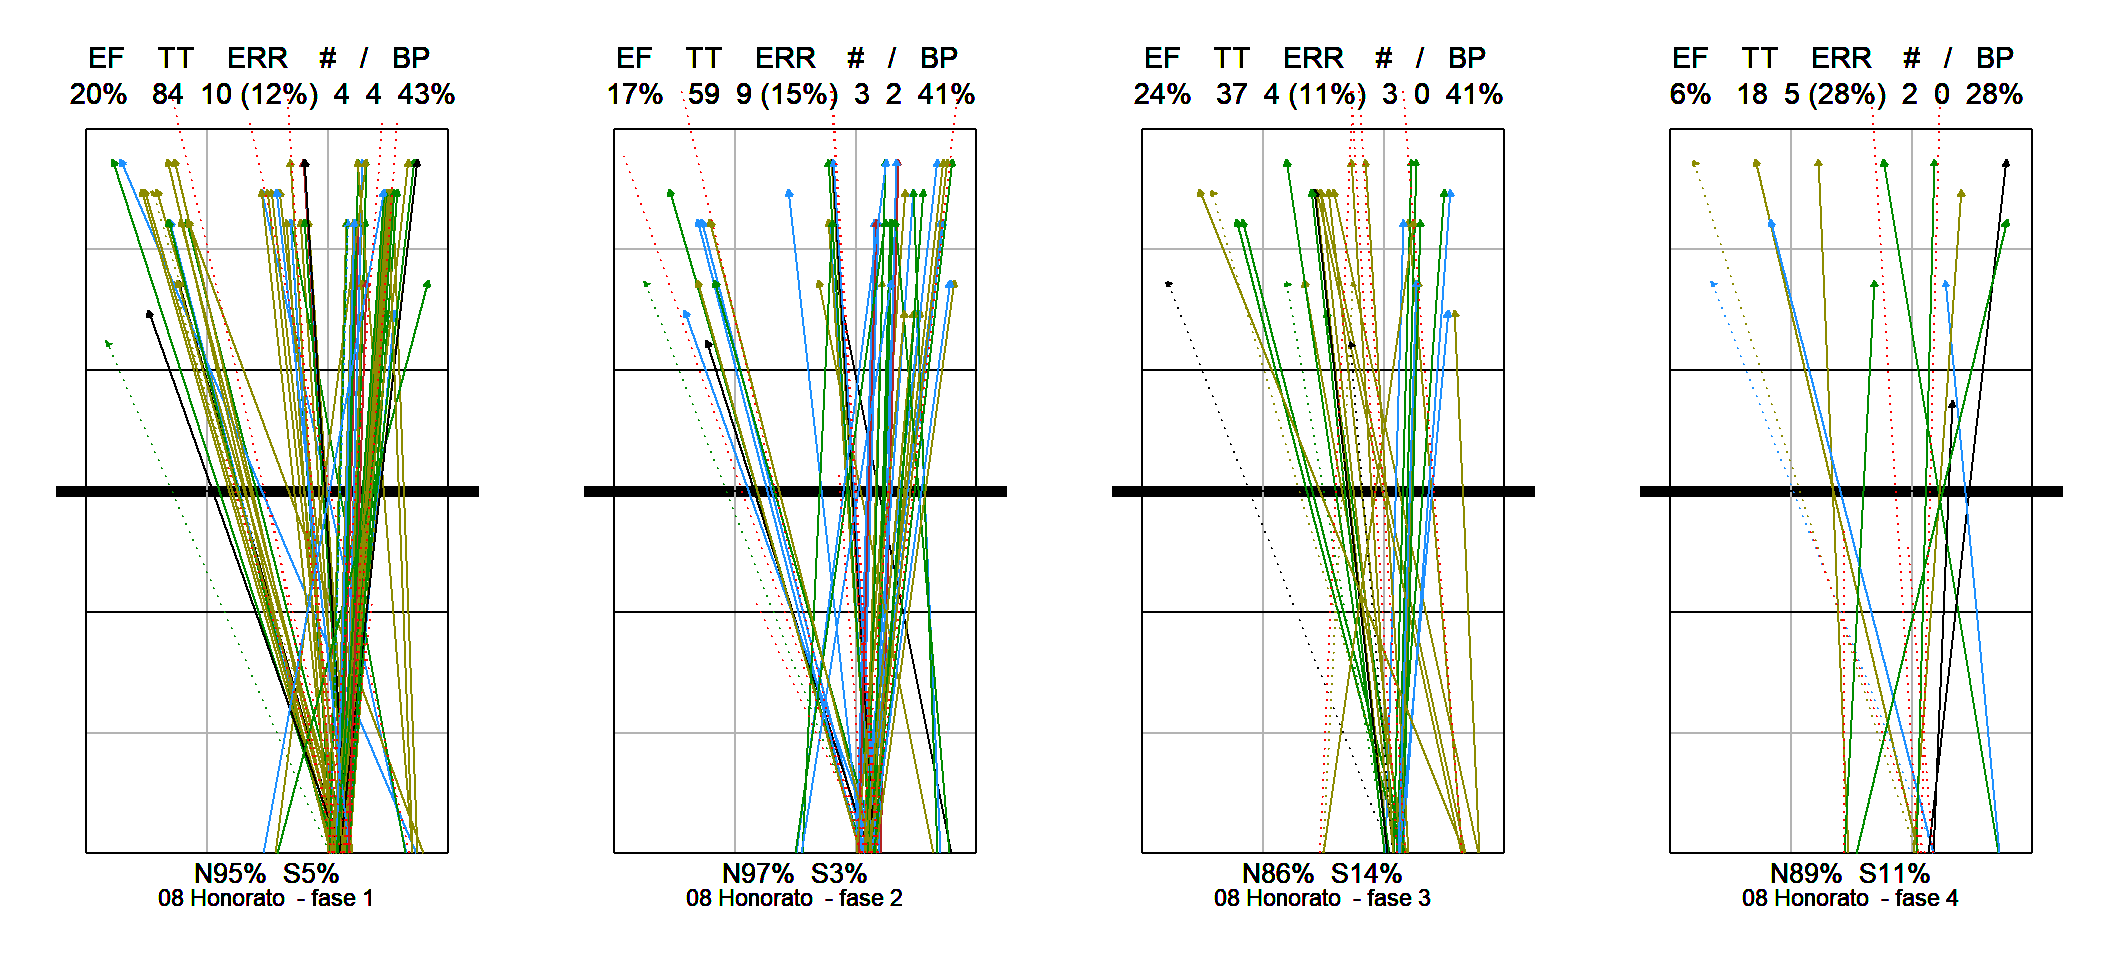 EF TT ERR # / BP
20% 84 10 (12%) 4 4 43%
N95% S5%
08 Honorato - fase 1
EF TT ERR # / BP
17% 59 9 (15%) 3 2 41%
N97% S3%
08 Honorato - fase 2
EF TT ERR # / BP
24% 37 4 (11%) 3 0 41%
N86% S14%
08 Honorato - fase 3
EF TT ERR # / BP
6% 18 5 (28%) 2 0 28%
N89% S11%
08 Honorato - fase 4